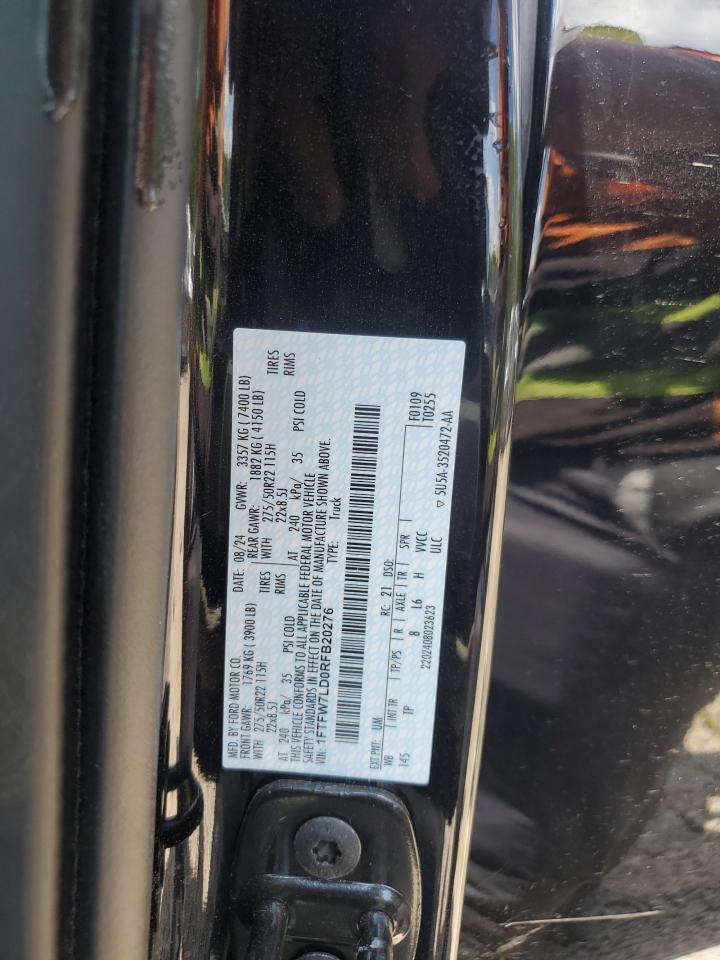 MFD. BY FORD MOTOR CO.
DATE: 08/24 GVWR: 3357 KG ( 7400 LB)
FRONT GAWR: 1769 KG ( 3900 LB)
REAR GAWR: 1882 KG ( 4150 LB)
WITH 275/50R22 115H TIRES
WITH 275/50R22 115H TIRES
22x8.5J RIMS
22x8.5J RIMS
AT 240 kPa/ 35 PSI COLD
AT 240 kPa/ 35 PSI COLD
THIS VEHICLE CONFORMS TO ALL APPLICABLE FEDERAL MOTOR VEHICLE
SAFETY STANDARDS IN EFFECT ON THE DATE OF MANUFACTURE SHOWN ABOVE.
VIN: 1FTFW7LD0RFB20276
TYPE: Truck
F0109
T0255
EXT PNT: UM RC: 21 DSO:
WB INT TR TP/PS R AXLE TR SPR
145 TP 8 L6 H VVCC
ULC
2202408023623
▽ 5U5A-3520472-AA